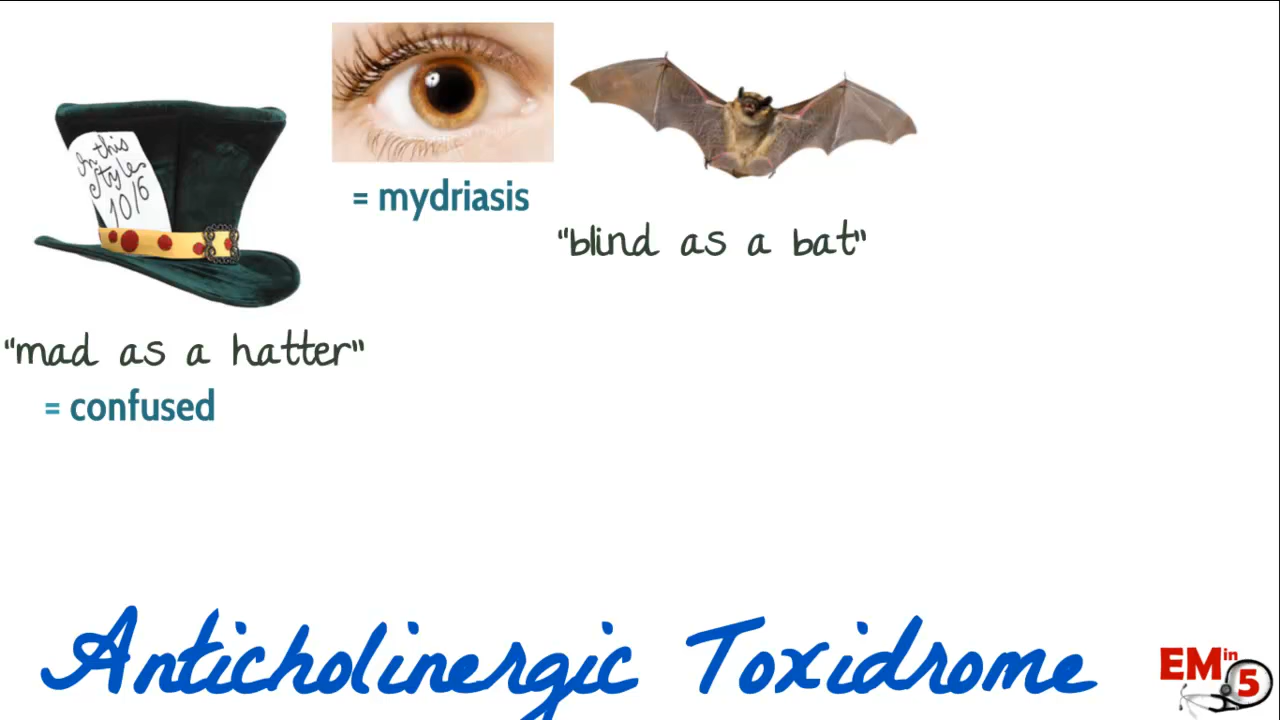 In this
Style
10/6
= mydriasis
"blind as a bat"
"mad as a hatter"
= confused
Anticholinergic Toxidrome
EM in 5